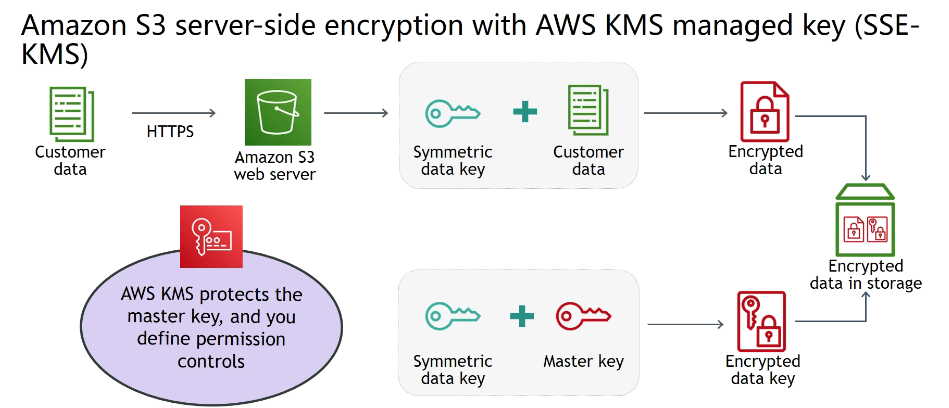 Amazon S3 server-side encryption with AWS KMS managed key (SSE-
KMS)
Customer
data
HTTPS
Amazon S3
web server
Symmetric
data key
Customer
data
Encrypted
data
Encrypted
data in storage
AWS KMS protects the
master key, and you
define permission
controls
Symmetric
data key
Master key
Encrypted
data key